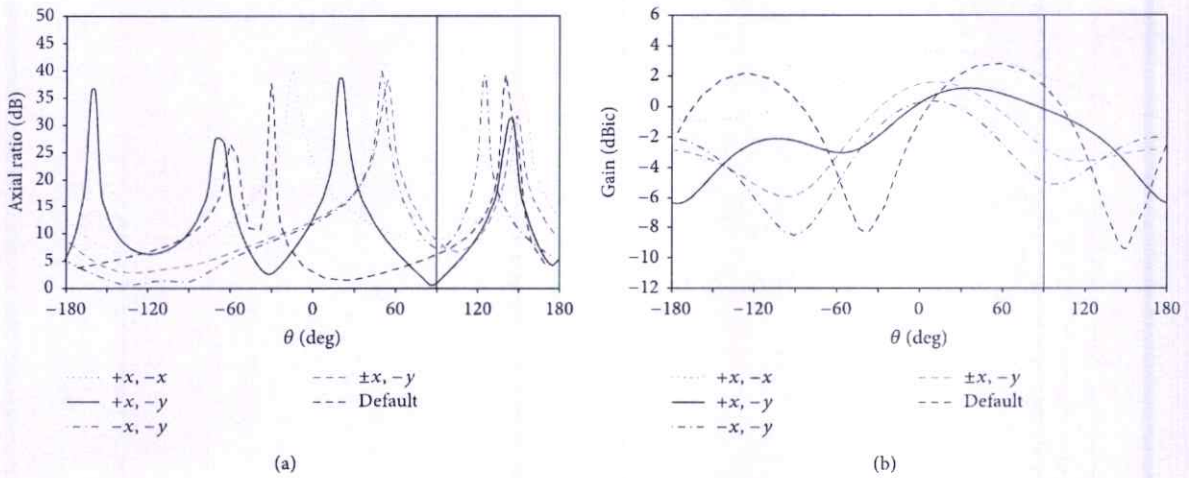 50
45
40
35
30
25
20
15
10
5
0
Axial ratio (dB)
−180 −120 −60 0 60 120 180
θ (deg)
+x, −x
+x, −y
−x, −y
±x, −y
Default
(a)
6
4
2
0
−2
−4
−6
−8
−10
−12
Gain (dBic)
−180 −120 −60 0 60 120 180
θ (deg)
+x, −x
+x, −y
−x, −y
±x, −y
Default
(b)